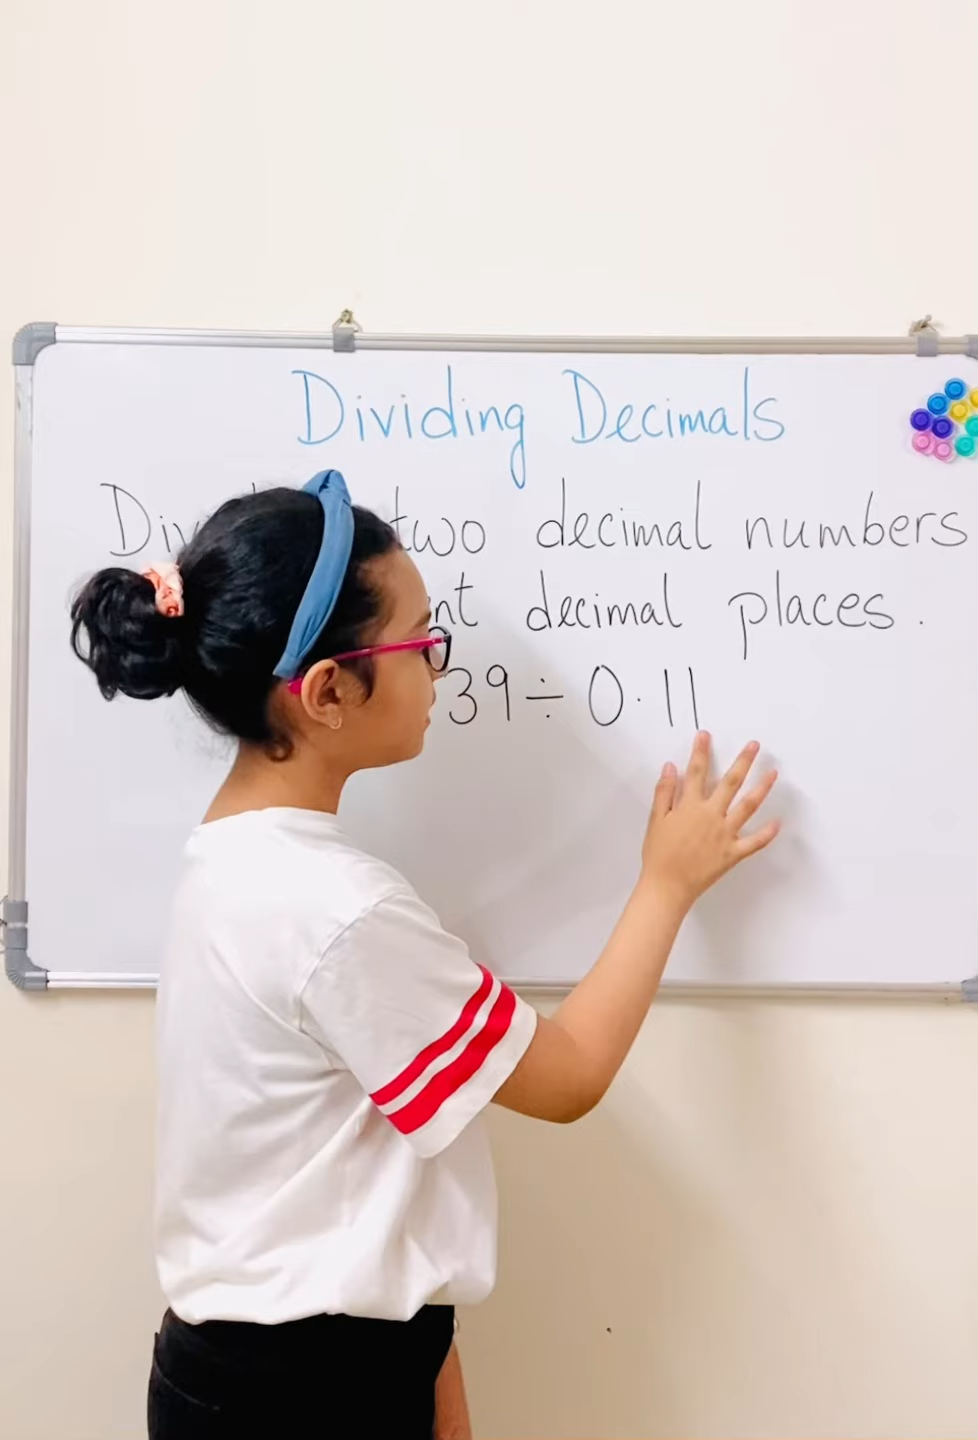 Dividing Decimals
two decimal numbers
decimal places.
39 ÷ 0.11